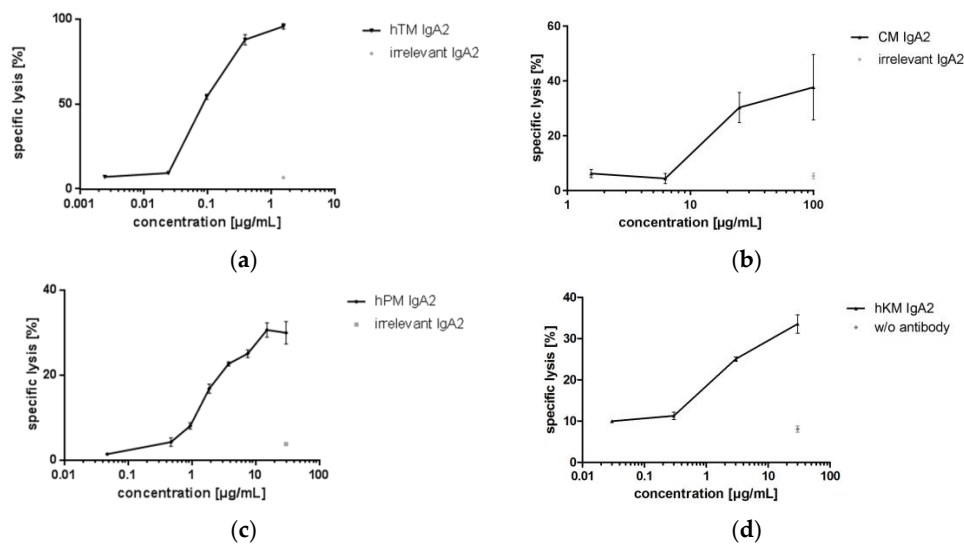 hTM IgA2
irrelevant IgA2
specific lysis [%]
100
50
0
0.001
0.01
0.1
1
10
concentration [µg/mL]
(a)
CM IgA2
irrelevant IgA2
specific lysis [%]
60
40
20
0
1
10
100
concentration [µg/mL]
(b)
hPM IgA2
irrelevant IgA2
specific lysis [%]
40
20
0
0.01
0.1
1
10
100
concentration [µg/mL]
(c)
hKM IgA2
w/o antibody
specific lysis [%]
40
30
20
10
0
0.01
0.1
1
10
100
concentration [µg/mL]
(d)